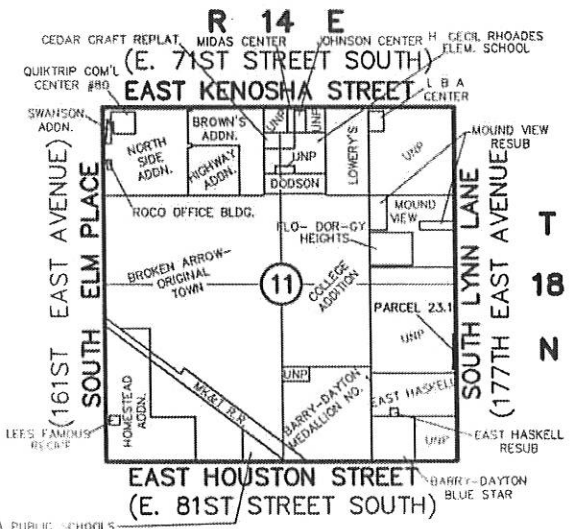 R 14 E
CEDAR CRAFT REPLAT
MIDAS CENTER
JOHNSON CENTER
H. CECIL RHOADES
ELEM. SCHOOL
(E. 71ST STREET SOUTH)
QUIKTRIP COM'L
CENTER #80
EAST KENOSHA STREET
L B A
CENTER
SWANSON
ADDN.
MOUND VIEW
RESUB
NORTH
SIDE
ADDN.
BROWN'S
ADDN.
HIGHWAY
ADDN.
UNP
UNP
UNP
DODSON
LOWERY'S
UNP
ROCO OFFICE BLDG.
MOUND
VIEW
FLO- DOR-GY
HEIGHTS
(161ST EAST AVENUE)
SOUTH ELM PLACE
SOUTH LYNN LANE
(177TH EAST AVENUE)
T
18
N
BROKEN ARROW-
ORIGINAL
TOWN
11
COLLEGE
ADDITION
PARCEL 23.1
UNP
MK&T R.R.
UNP
BARRY-DAYTON
MEDALLION NO. 1
EAST HASKELL
HOMESTEAD
ADDN.
LEES FAMOUS
EAST HASKELL
RESUB
UNP
EAST HOUSTON STREET
BARRY-DAYTON
BLUE STAR
(E. 81ST STREET SOUTH)
PUBLIC SCHOOLS